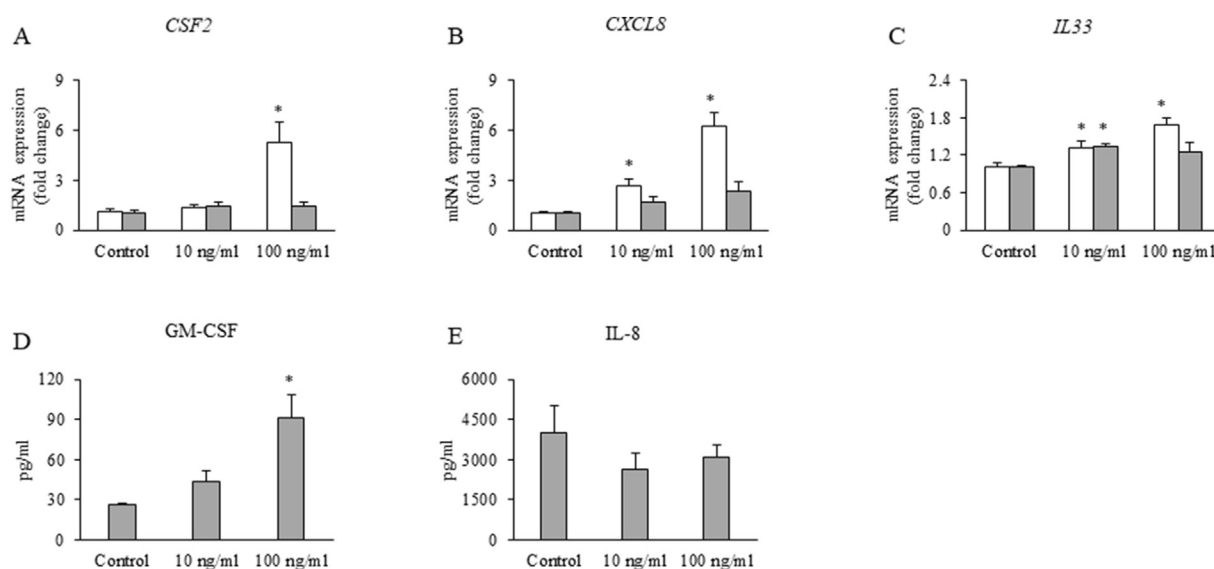 A
CSF2
mRNA expression
(fold change)
9
6
3
0
*
Control
10 ng/ml
100 ng/ml
B
CXCL8
mRNA expression
(fold change)
9
6
3
0
*
*
Control
10 ng/ml
100 ng/ml
C
IL33
mRNA expression
(fold change)
2.4
1.8
1.2
0.6
0
*
*
*
Control
10 ng/ml
100 ng/ml
D
GM-CSF
pg/ml
120
90
60
30
0
*
Control
10 ng/ml
100 ng/ml
E
IL-8
pg/ml
6000
4500
3000
1500
0
Control
10 ng/ml
100 ng/ml